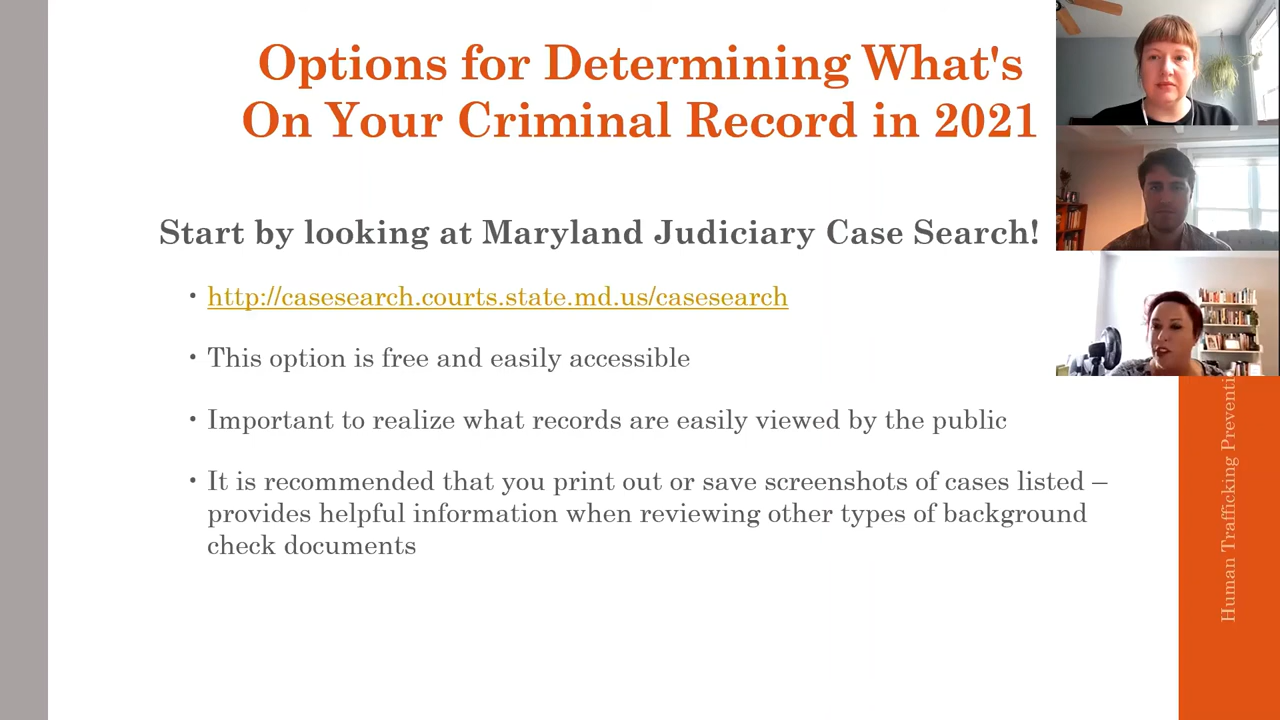 Options for Determining What's
On Your Criminal Record in 2021
Start by looking at Maryland Judiciary Case Search!
• http://casesearch.courts.state.md.us/casesearch
• This option is free and easily accessible
• Important to realize what records are easily viewed by the public
• It is recommended that you print out or save screenshots of cases listed –
provides helpful information when reviewing other types of background
check documents
Human Trafficking Preventi